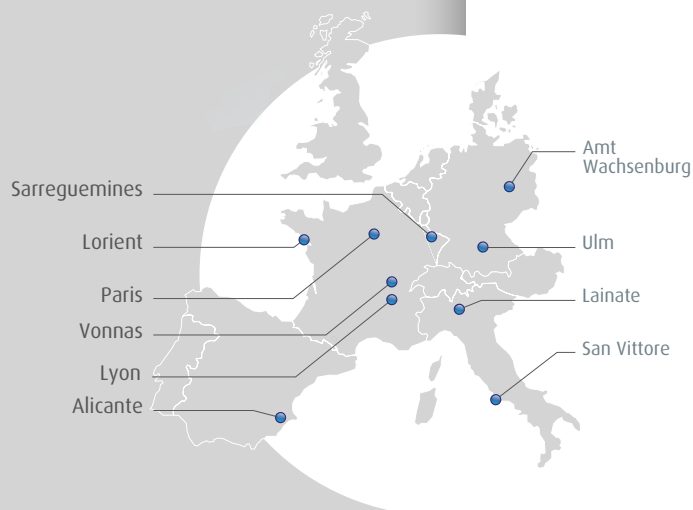 Sarreguemines
Lorient
Paris
Vonnas
Lyon
Alicante
Amt
Wachsenburg
Ulm
Lainate
San Vittore